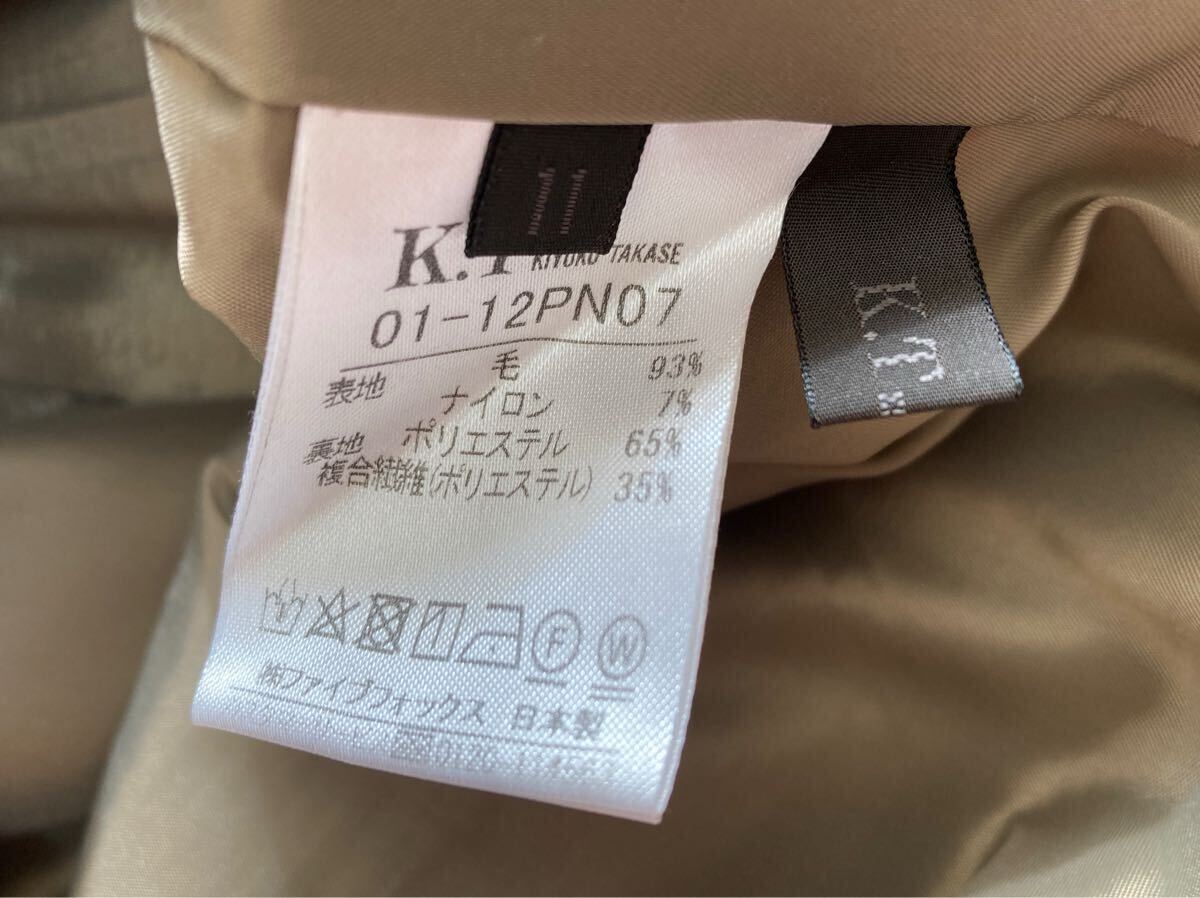 K.T KIYOKO TAKASE
01-12PN07
表地 毛 93%
ナイロン 7%
裏地 ポリエステル 65%
複合繊維(ポリエステル) 35%
F W
㈱ファイブフォックス 日本製
11
K.T